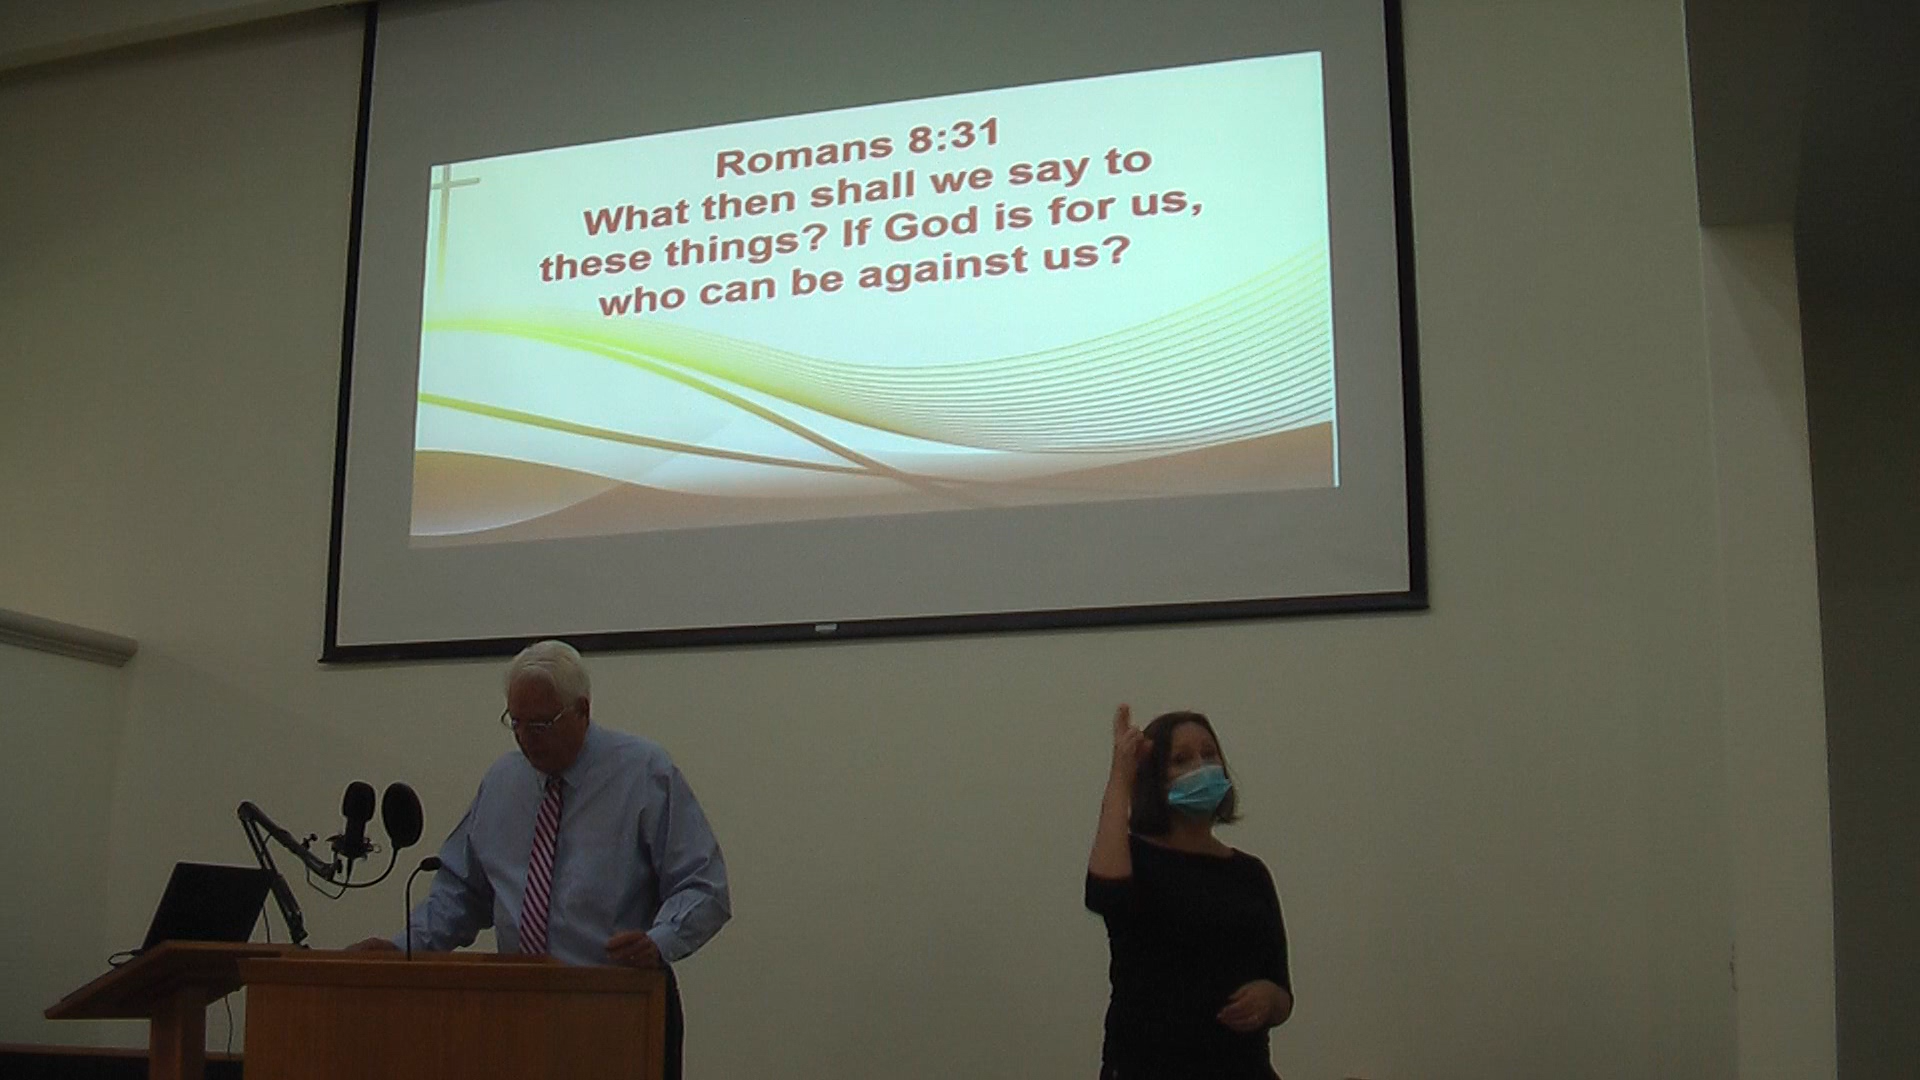 Romans 8:31
What then shall we say to
these things? If God is for us,
who can be against us?